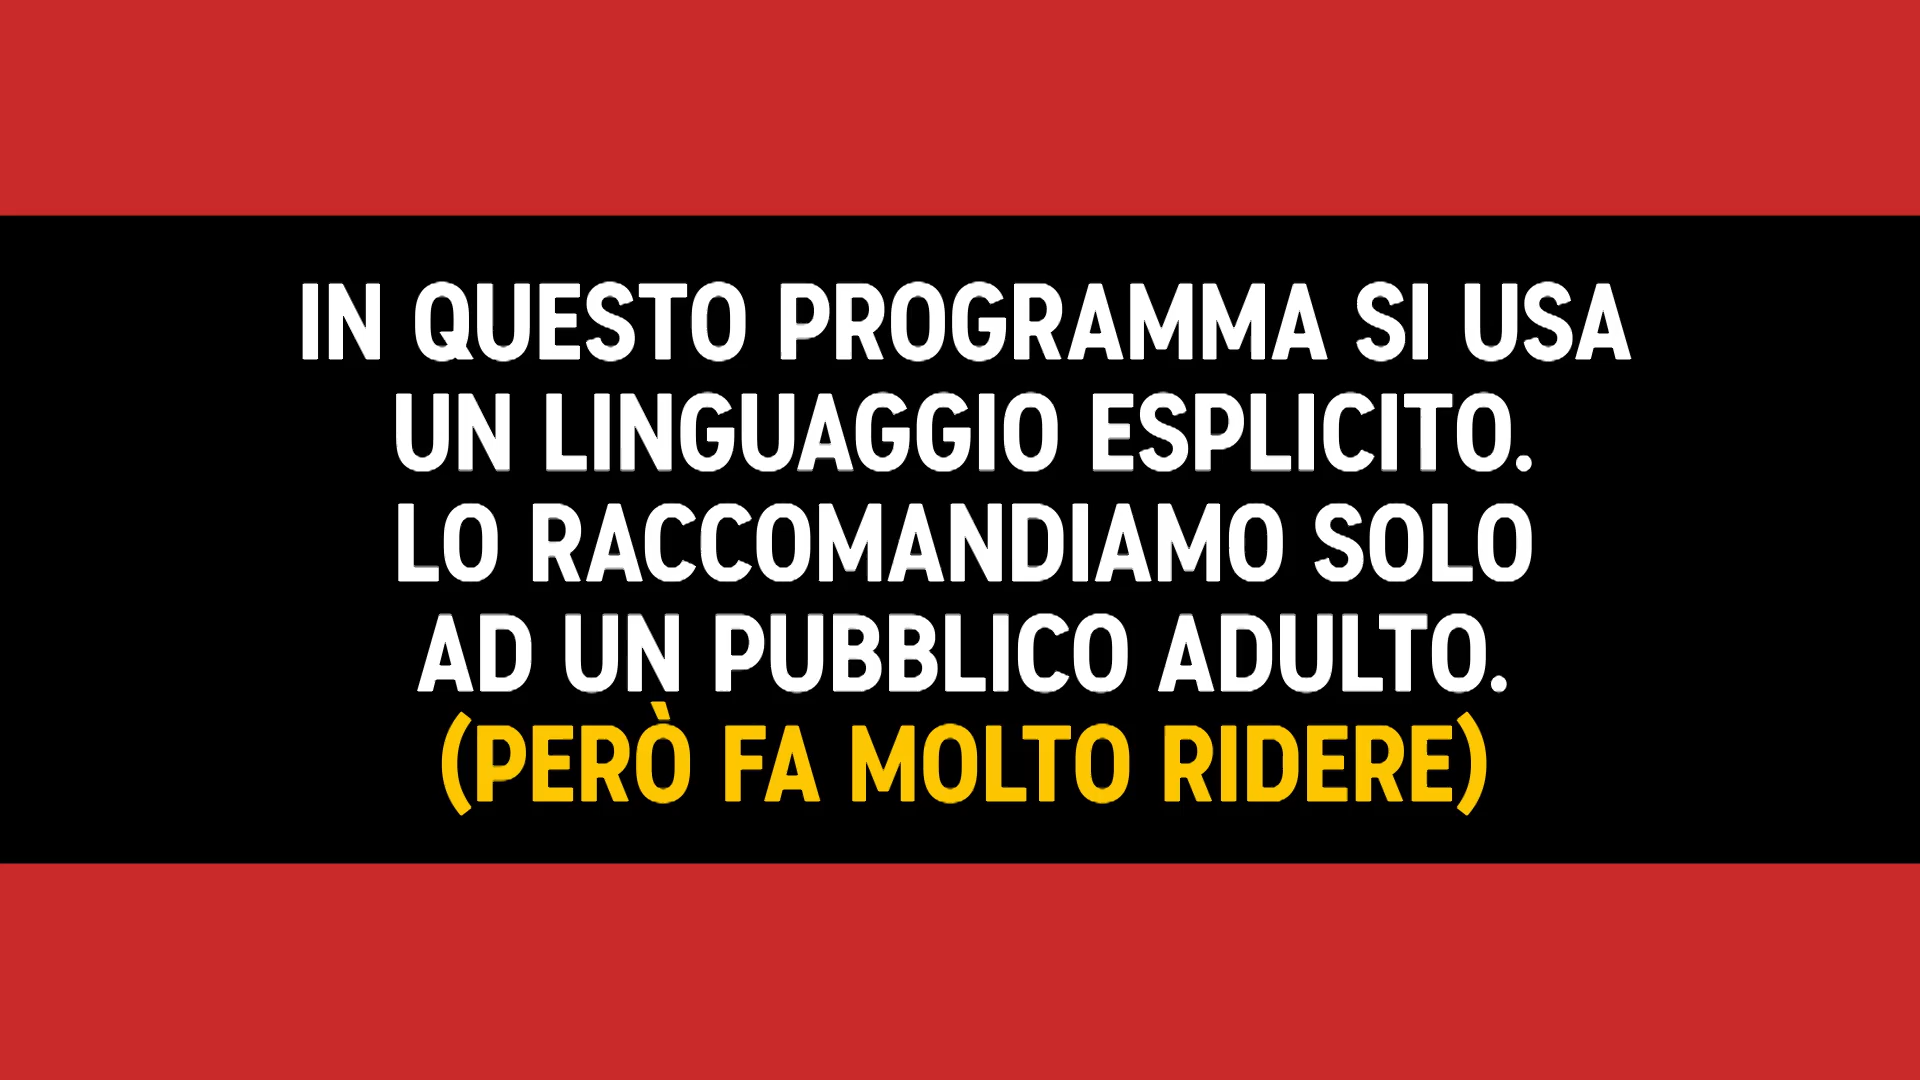 IN QUESTO PROGRAMMA SI USA
UN LINGUAGGIO ESPLICITO.
LO RACCOMANDIAMO SOLO
AD UN PUBBLICO ADULTO.
(PERÒ FA MOLTO RIDERE)